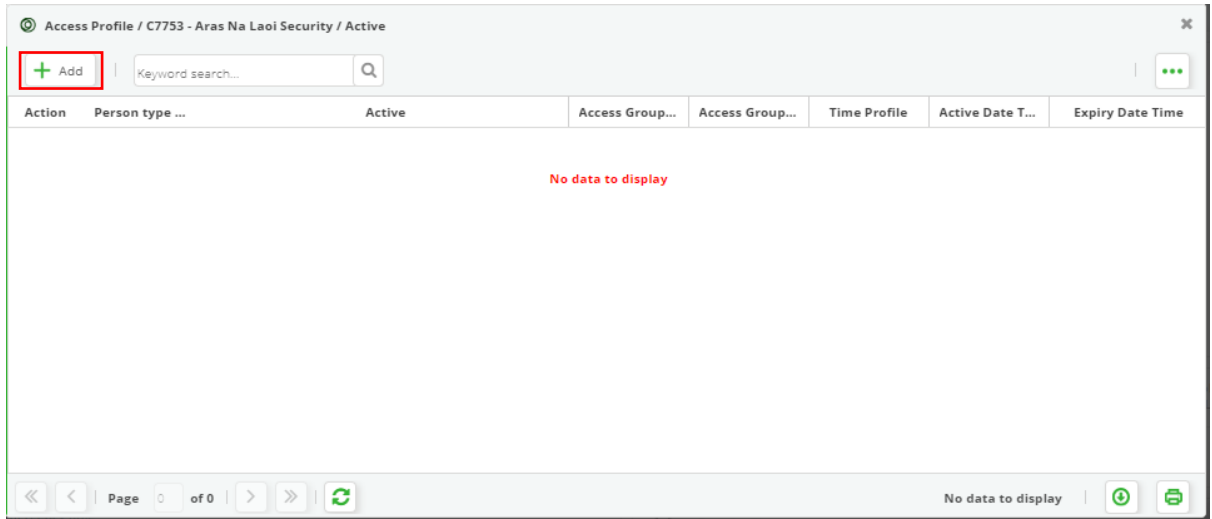 Access Profile / C7753 - Aras Na Laoi Security / Active
Add
Keyword search...
Action Person type ... Active Access Group... Access Group... Time Profile Active Date T... Expiry Date Time
No data to display
Page 0 of 0 No data to display